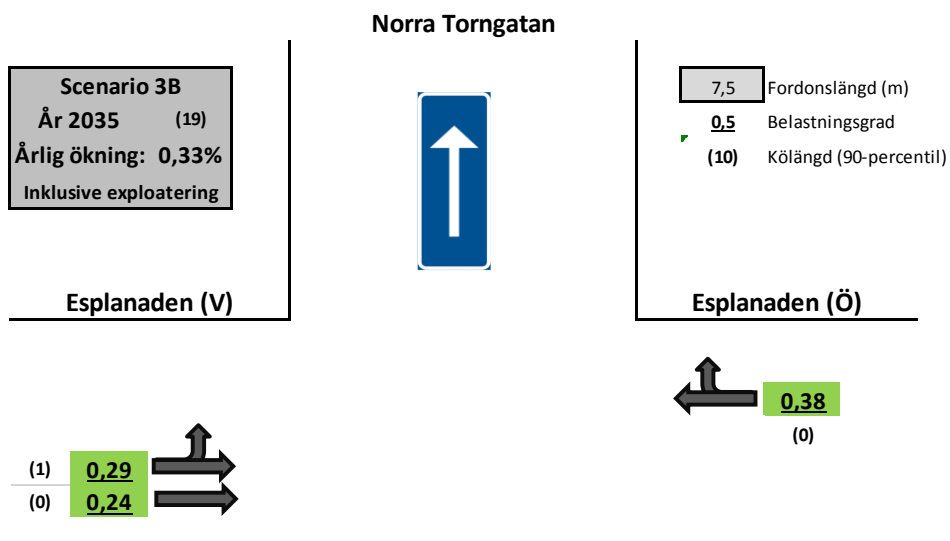 Norra Torngatan
Scenario 3B
År 2035 (19)
Årlig ökning: 0,33%
Inklusive exploatering
7,5 Fordonslängd (m)
0,5 Belastningsgrad
(10) Kölängd (90-percentil)
Esplanaden (V)
Esplanaden (Ö)
0,38
(0)
(1) 0,29
(0) 0,24